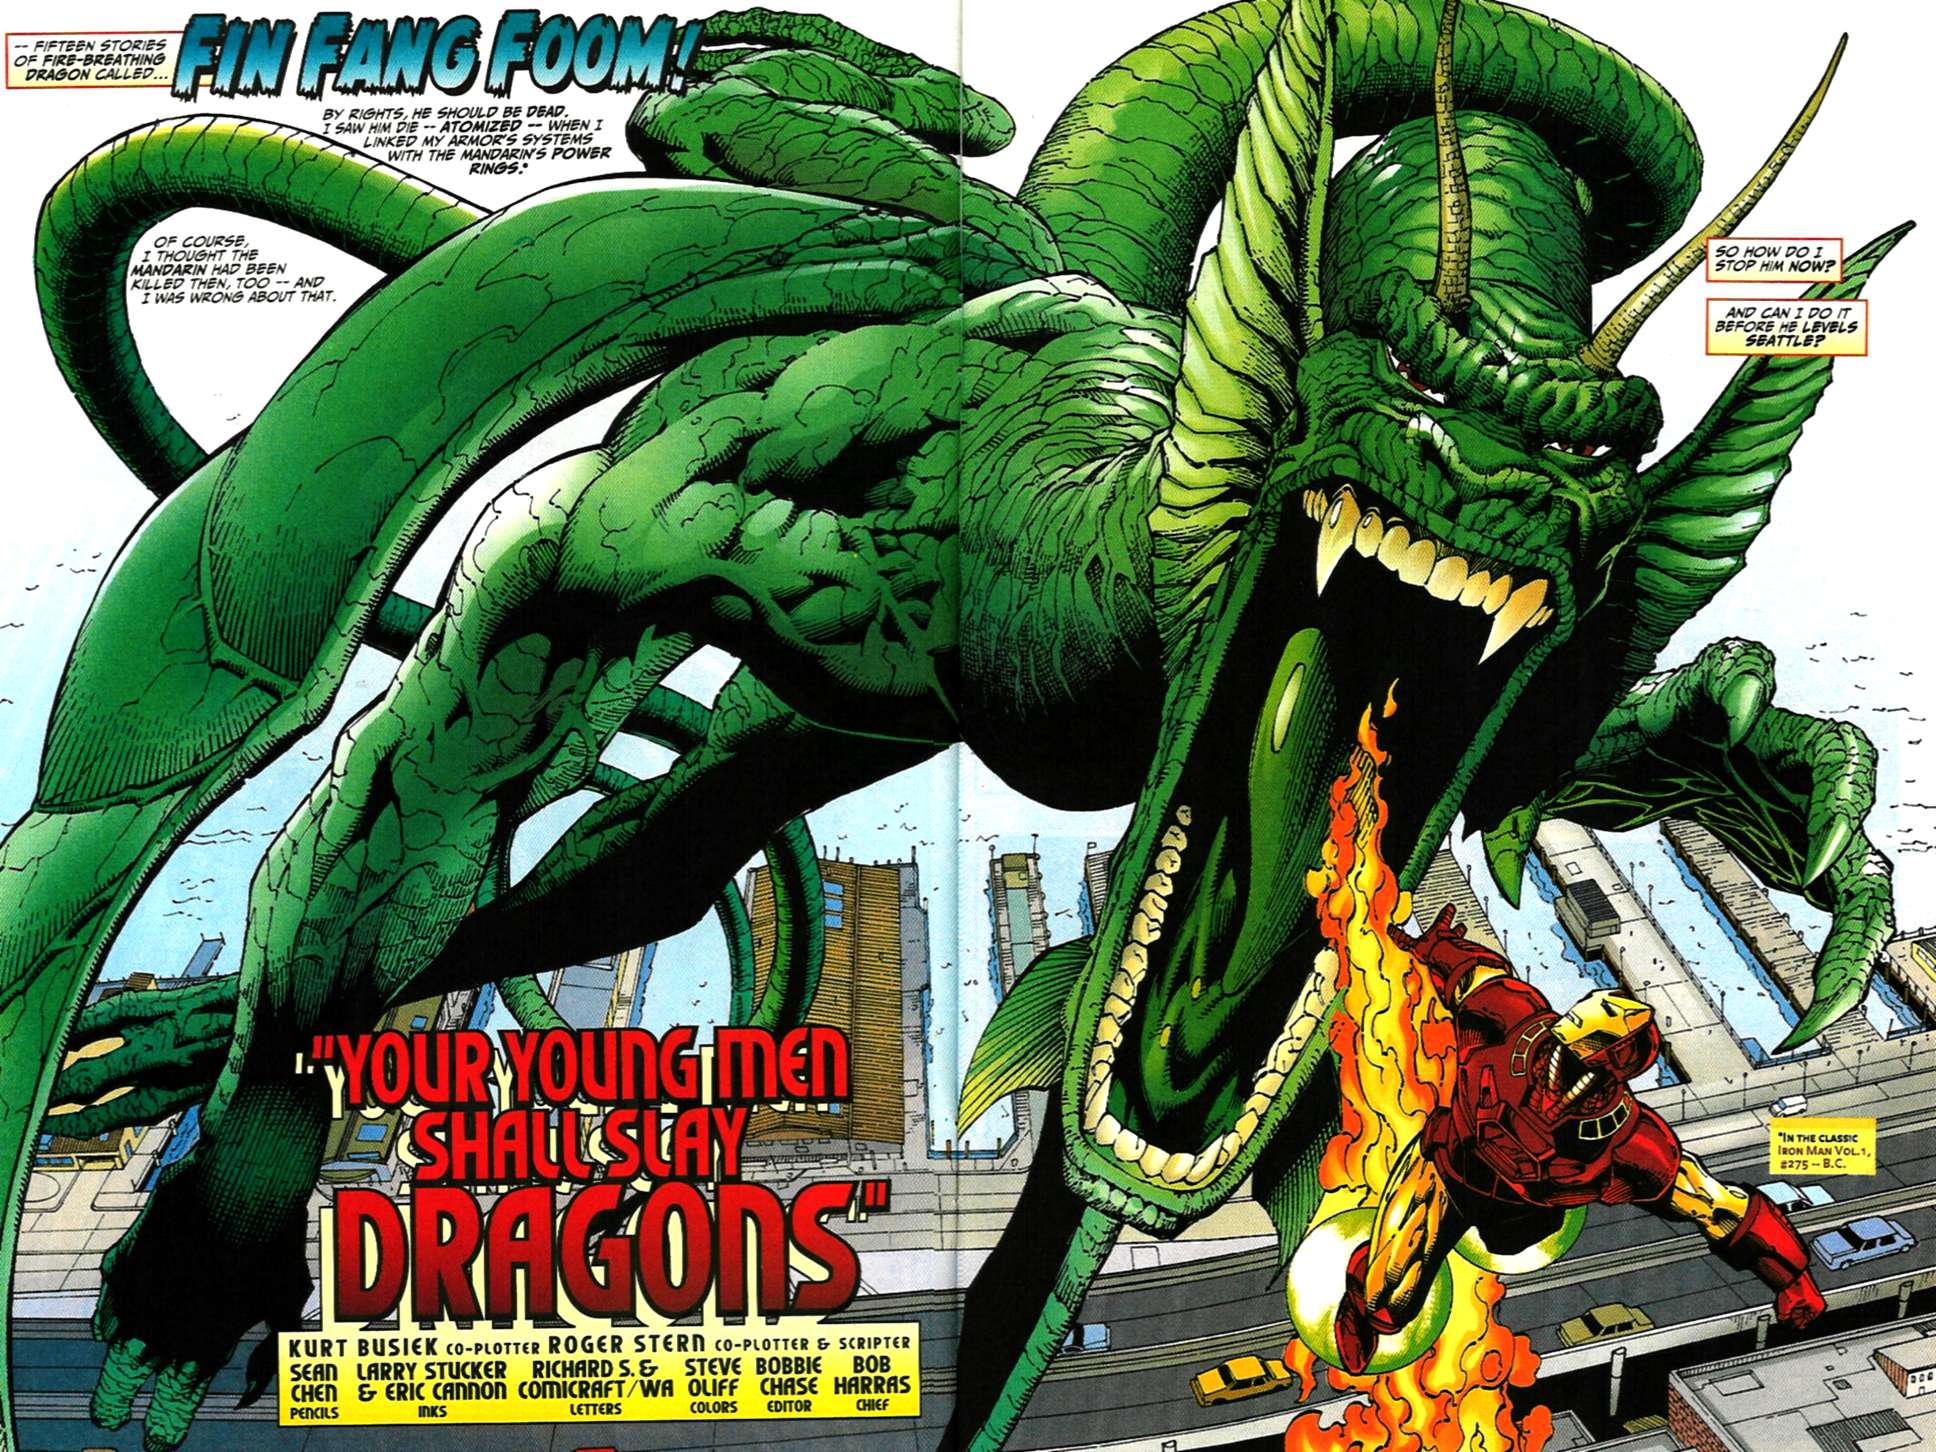 -- FIFTEEN STORIES
OF FIRE-BREATHING
DRAGON CALLED...
FIN FANG FOOM!
BY RIGHTS, HE SHOULD BE DEAD.
I SAW HIM DIE -- ATOMIZED -- WHEN I
LINKED MY ARMOR'S SYSTEMS
WITH THE MANDARIN'S POWER
RINGS.*
OF COURSE,
I THOUGHT THE
MANDARIN HAD BEEN
KILLED THEN, TOO -- AND
I WAS WRONG ABOUT THAT.
SO HOW DO I
STOP HIM NOW?
AND CAN I DO IT
BEFORE HE LEVELS
SEATTLE?
*IN THE CLASSIC
IRON MAN VOL.1,
#275 -- B.C.
"YOUR YOUNG MEN
SHALL SLAY
DRAGONS"
KURT BUSIEK CO-PLOTTER ROGER STERN CO-PLOTTER & SCRIPTER
SEAN CHEN PENCILS
LARRY STUCKER & ERIC CANNON INKS
RICHARD S. & COMICRAFT/WA LETTERS
STEVE OLIFF COLORS
BOBBIE CHASE EDITOR
BOB HARRAS CHIEF